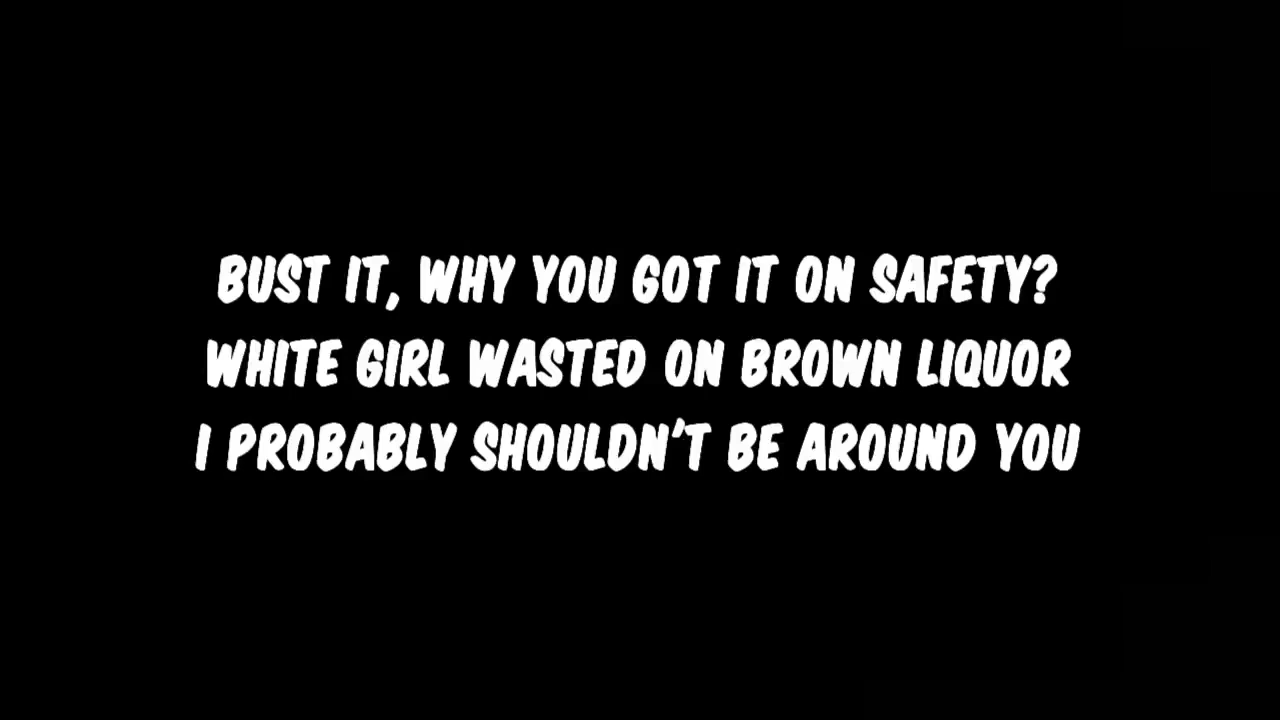 BUST IT, WHY YOU GOT IT ON SAFETY?
WHITE GIRL WASTED ON BROWN LIQUOR
I PROBABLY SHOULDN'T BE AROUND YOU